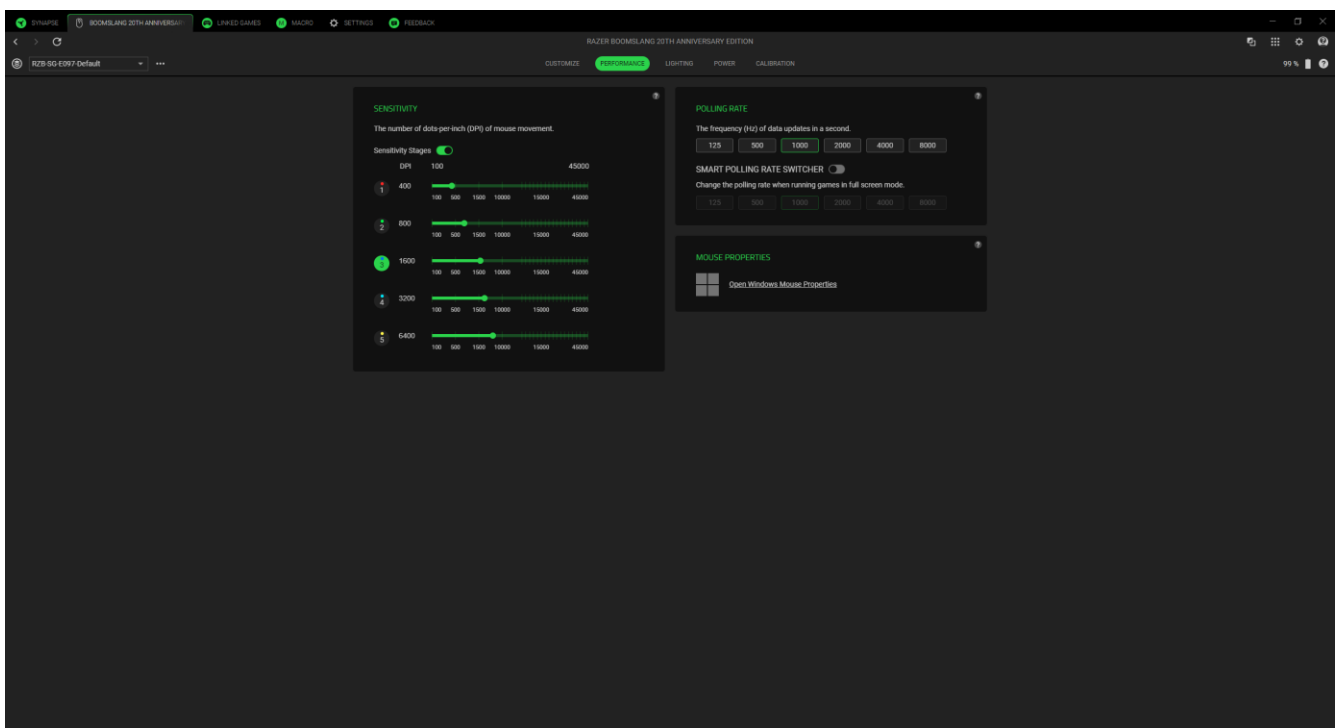 SYNAPSE BOOMSLANG 20TH ANNIVERSARY LINKED GAMES MACRO SETTINGS FEEDBACK
RAZER BOOMSLANG 20TH ANNIVERSARY EDITION
RZB-SG-E097-Default CUSTOMIZE PERFORMANCE LIGHTING POWER CALIBRATION 99 %
SENSITIVITY
The number of dots-per-inch (DPI) of mouse movement.
Sensitivity Stages
DPI 100 45000
1 400
100 500 1500 10000 15000 45000
2 800
100 500 1500 10000 15000 45000
3 1600
100 500 1500 10000 15000 45000
4 3200
100 500 1500 10000 15000 45000
5 6400
100 500 1500 10000 15000 45000
POLLING RATE
The frequency (Hz) of data updates in a second.
125 500 1000 2000 4000 8000
SMART POLLING RATE SWITCHER
Change the polling rate when running games in full screen mode.
125 500 1000 2000 4000 8000
MOUSE PROPERTIES
Open Windows Mouse Properties